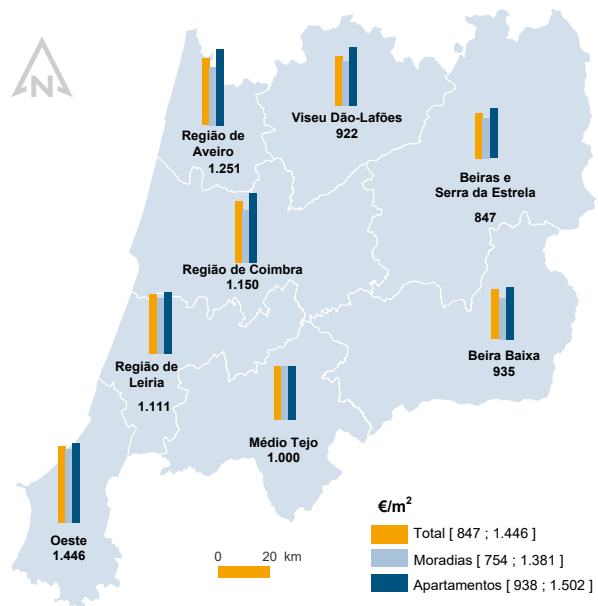 N
Região de
Aveiro
1.251
Viseu Dão-Lafões
922
Beiras e
Serra da Estrela
847
Região de Coimbra
1.150
Região de
Leiria
1.111
Beira Baixa
935
Médio Tejo
1.000
Oeste
1.446
0 20 km
€/m²
Total [ 847 ; 1.446 ]
Moradias [ 754 ; 1.381 ]
Apartamentos [ 938 ; 1.502 ]